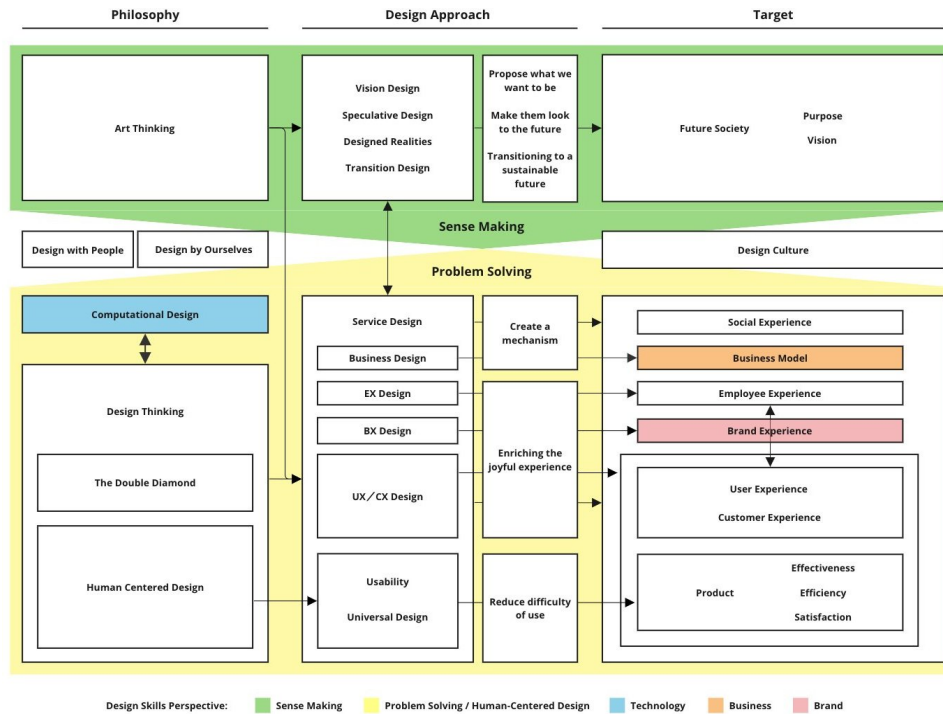 Philosophy
Design Approach
Target
Art Thinking
Vision Design
Speculative Design
Designed Realities
Transition Design
Propose what we
want to be
Make them look
to the future
Transitioning to a
sustainable
future
Future Society
Purpose
Vision
Sense Making
Design with People
Design by Ourselves
Design Culture
Problem Solving
Computational Design
Design Thinking
The Double Diamond
Human Centered Design
Service Design
Business Design
EX Design
BX Design
UX／CX Design
Usability
Universal Design
Create a
mechanism
Enriching the
joyful experience
Reduce difficulty
of use
Social Experience
Business Model
Employee Experience
Brand Experience
User Experience
Customer Experience
Product
Effectiveness
Efficiency
Satisfaction
Design Skills Perspective:
Sense Making
Problem Solving / Human-Centered Design
Technology
Business
Brand